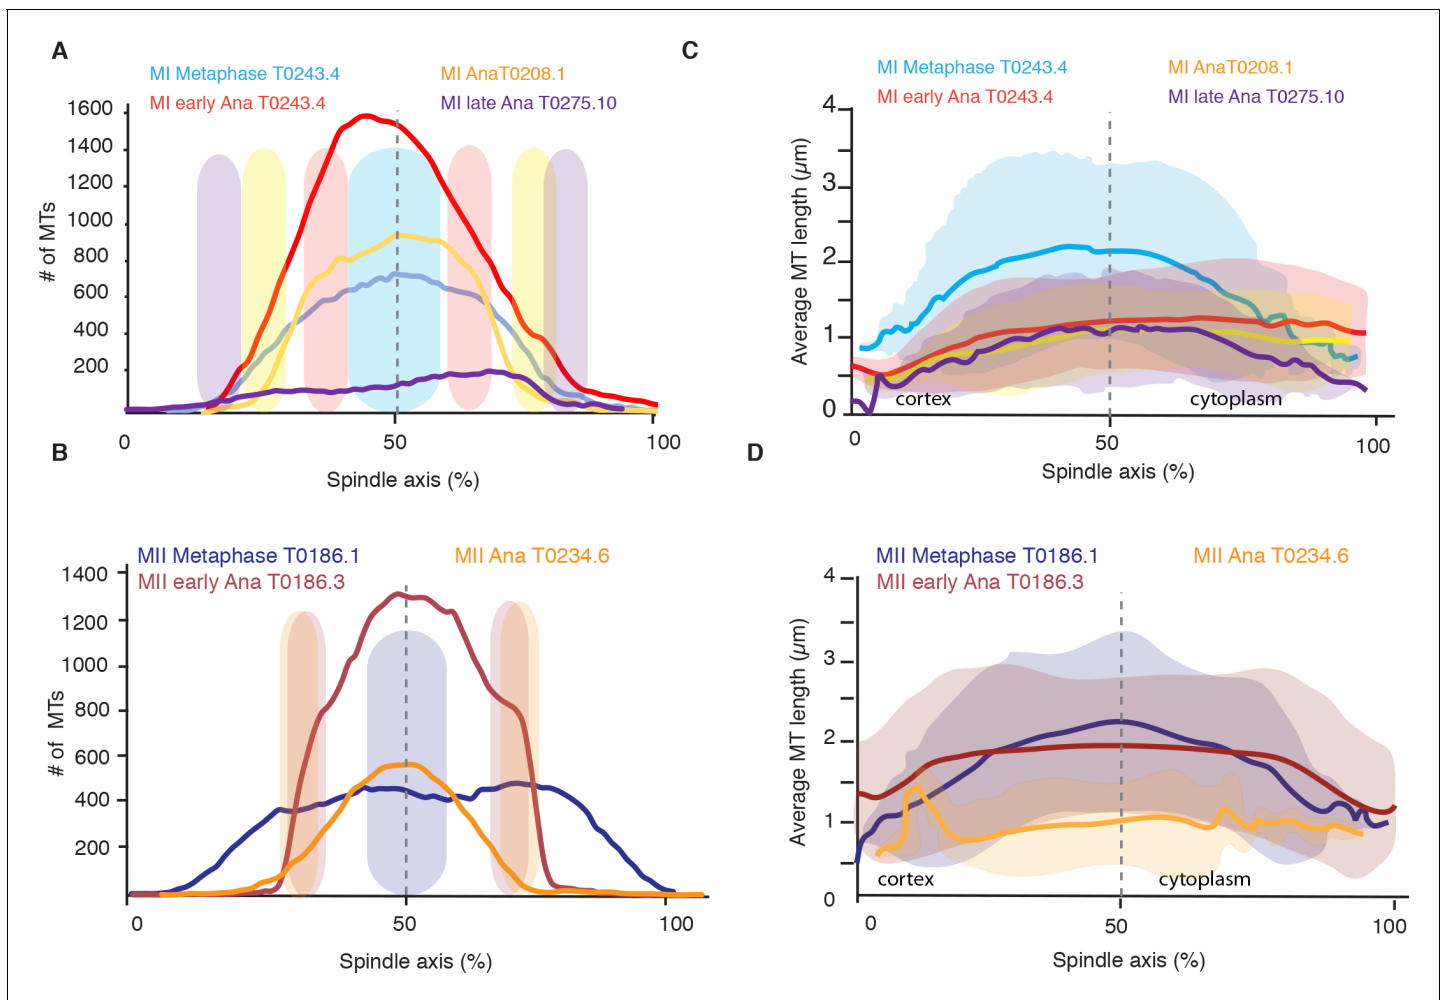 A
MI Metaphase T0243.4
MI AnaT0208.1
MI early Ana T0243.4
MI late Ana T0275.10
# of MTs
1600
1400
1200
1000
800
600
400
200
0
50
100
Spindle axis (%)
B
MII Metaphase T0186.1
MII Ana T0234.6
MII early Ana T0186.3
# of MTs
1400
1200
1000
800
600
400
200
0
50
100
Spindle axis (%)
C
MI Metaphase T0243.4
MI AnaT0208.1
MI early Ana T0243.4
MI late Ana T0275.10
Average MT length (µm)
4
3
2
1
0
cortex
cytoplasm
0
50
100
Spindle axis (%)
D
MII Metaphase T0186.1
MII Ana T0234.6
MII early Ana T0186.3
Average MT length (µm)
4
3
2
1
0
cortex
cytoplasm
0
50
100
Spindle axis (%)